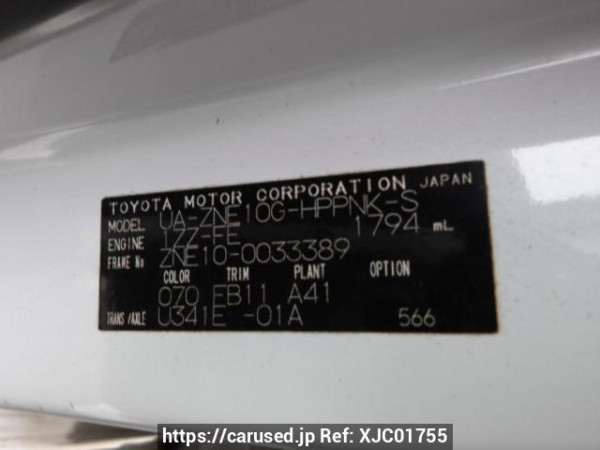 TOYOTA MOTOR CORPORATION JAPAN
MODEL UA-ZNE10G-HPPNK-S
ENGINE 1ZZ-FE 1794 mL
FRAME No ZNE10-0033389
COLOR TRIM PLANT OPTION
070 EB11 A41
TRANS/AXLE U341E -01A 566
https://carused.jp Ref: XJC01755